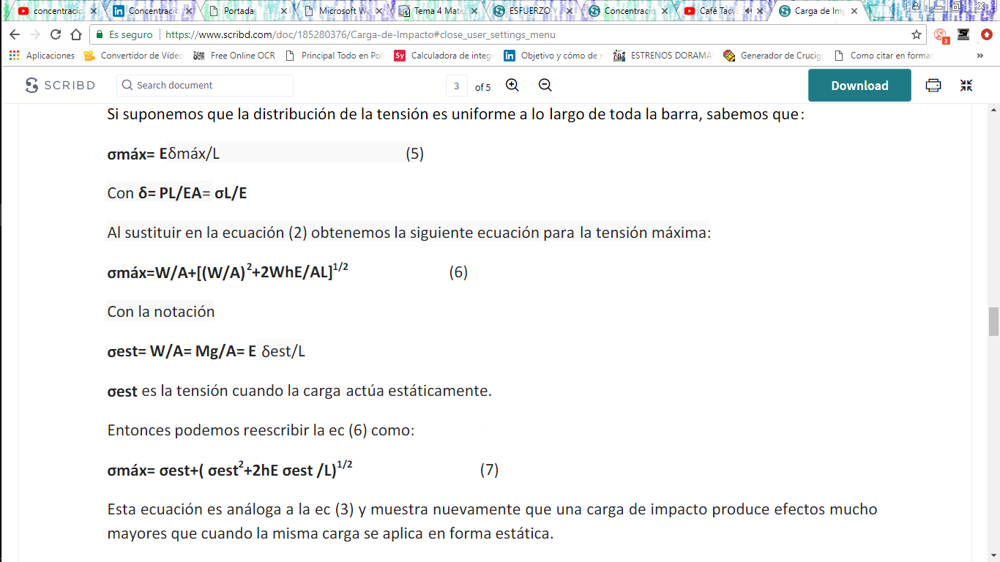 concentracio
Concentraci
Portada
Microsoft W
Tema 4 Mate
ESFUERZO Y
Concentracio
Café Tacv
Carga de Im
Es seguro | https://www.scribd.com/doc/185280376/Carga-de-Impacto#close_user_settings_menu
3
Aplicaciones
Convertidor de Vídeo
Free Online OCR
Principal Todo en Pol
Sy
Calculadora de integr
Objetivo y cómo de r
ESTRENOS DORAMA
Generador de Crucig
Como citar en format
»
SCRIBD
Search document
3 of 5
Download
Si suponemos que la distribución de la tensión es uniforme a lo largo de toda la barra, sabemos que:
σmáx= Eδmáx/L (5)
Con δ= PL/EA= σL/E
Al sustituir en la ecuación (2) obtenemos la siguiente ecuación para la tensión máxima:
σmáx=W/A+[(W/A)²+2WhE/AL]^1/2 (6)
Con la notación
σest= W/A= Mg/A= E δest/L
σest es la tensión cuando la carga actúa estáticamente.
Entonces podemos reescribir la ec (6) como:
σmáx= σest+( σest²+2hE σest /L)^1/2 (7)
Esta ecuación es análoga a la ec (3) y muestra nuevamente que una carga de impacto produce efectos mucho
mayores que cuando la misma carga se aplica en forma estática.